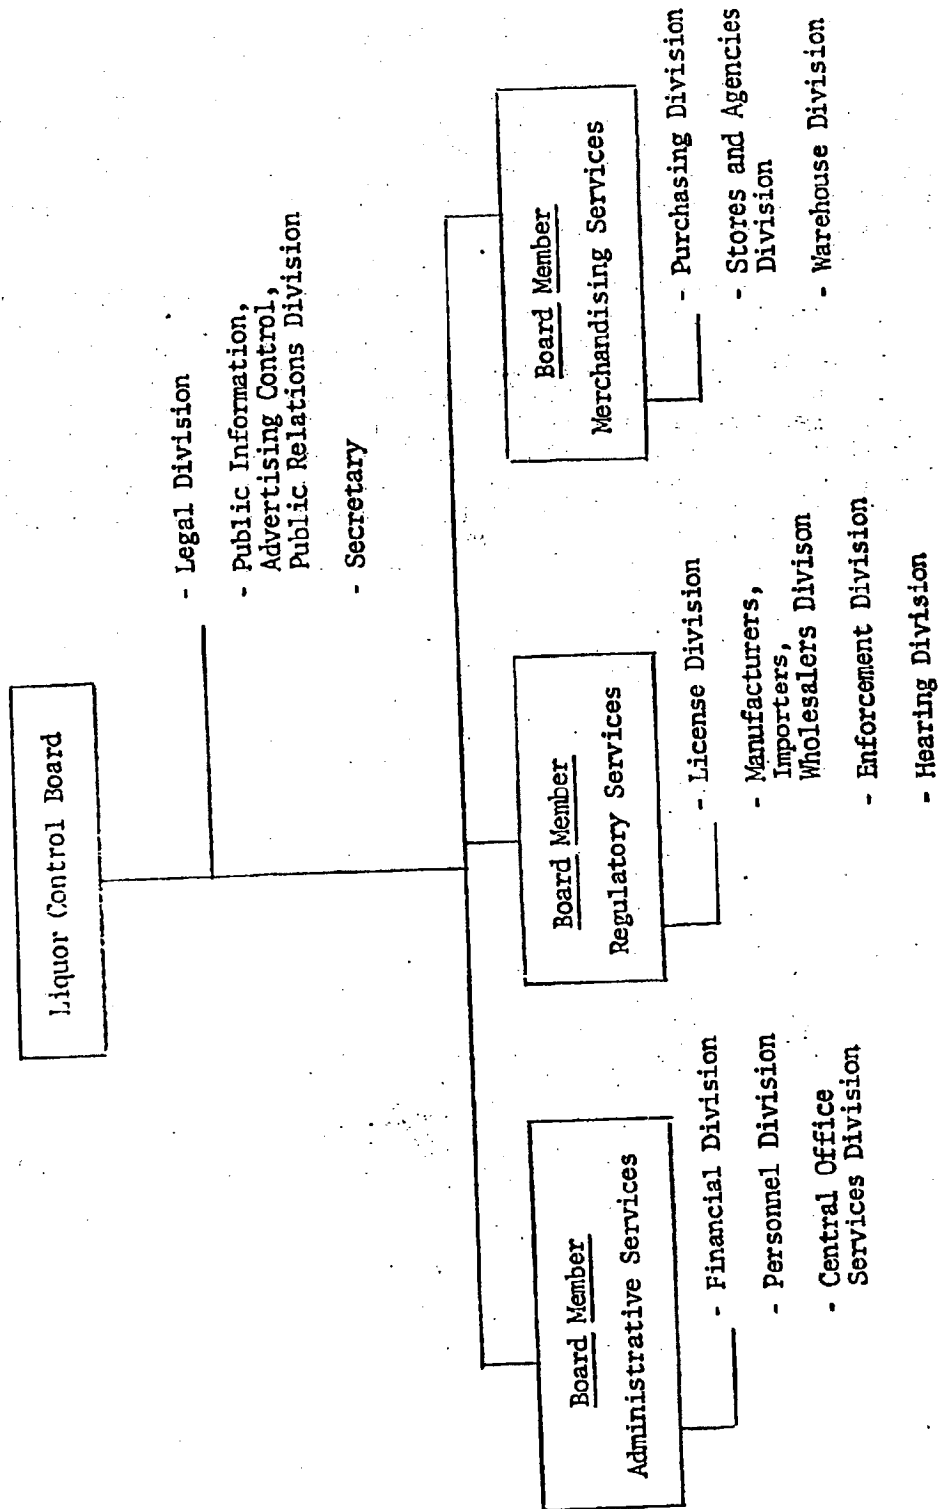 Liquor Control Board
- Legal Division
- Public Information,
Advertising Control,
Public Relations Division
- Secretary
Board Member
Administrative Services
- Financial Division
- Personnel Division
- Central Office
Services Division
Board Member
Regulatory Services
- License Division
- Manufacturers,
Importers,
Wholesalers Divison
- Enforcement Division
- Hearing Division
Board Member
Merchandising Services
- Purchasing Division
- Stores and Agencies
Division
- Warehouse Division